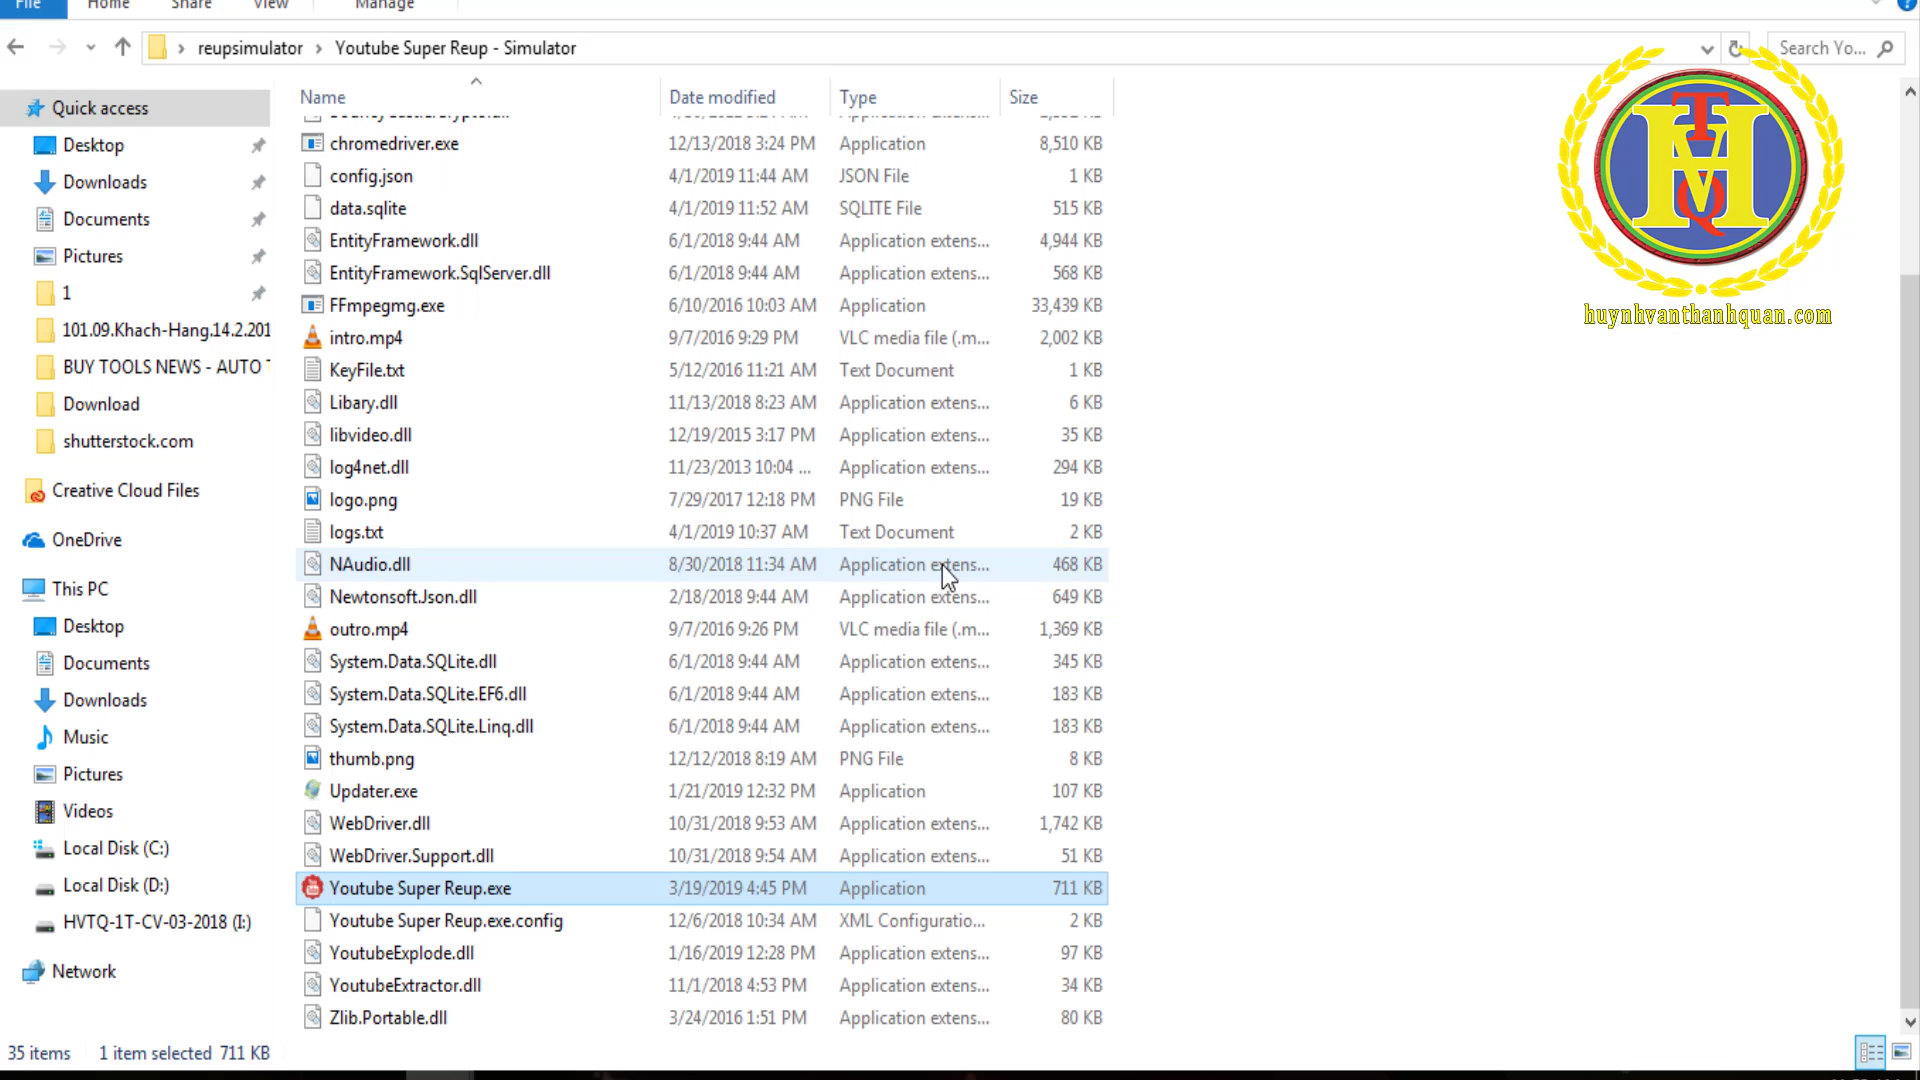 File Home Share View Manage
reupsimulator Youtube Super Reup - Simulator Search Yo...
Name Date modified Type Size
chromedriver.exe 12/13/2018 3:24 PM Application 8,510 KB
config.json 4/1/2019 11:44 AM JSON File 1 KB
data.sqlite 4/1/2019 11:52 AM SQLITE File 515 KB
EntityFramework.dll 6/1/2018 9:44 AM Application extens... 4,944 KB
EntityFramework.SqlServer.dll 6/1/2018 9:44 AM Application extens... 568 KB
FFmpegmg.exe 6/10/2016 10:03 AM Application 33,439 KB
intro.mp4 9/7/2016 9:29 PM VLC media file (.m... 2,002 KB
KeyFile.txt 5/12/2016 11:21 AM Text Document 1 KB
Libary.dll 11/13/2018 8:23 AM Application extens... 6 KB
libvideo.dll 12/19/2015 3:17 PM Application extens... 35 KB
log4net.dll 11/23/2013 10:04 ... Application extens... 294 KB
logo.png 7/29/2017 12:18 PM PNG File 19 KB
logs.txt 4/1/2019 10:37 AM Text Document 2 KB
NAudio.dll 8/30/2018 11:34 AM Application extens... 468 KB
Newtonsoft.Json.dll 2/18/2018 9:44 AM Application extens... 649 KB
outro.mp4 9/7/2016 9:26 PM VLC media file (.m... 1,369 KB
System.Data.SQLite.dll 6/1/2018 9:44 AM Application extens... 345 KB
System.Data.SQLite.EF6.dll 6/1/2018 9:44 AM Application extens... 183 KB
System.Data.SQLite.Linq.dll 6/1/2018 9:44 AM Application extens... 183 KB
thumb.png 12/12/2018 8:19 AM PNG File 8 KB
Updater.exe 1/21/2019 12:32 PM Application 107 KB
WebDriver.dll 10/31/2018 9:53 AM Application extens... 1,742 KB
WebDriver.Support.dll 10/31/2018 9:54 AM Application extens... 51 KB
Youtube Super Reup.exe 3/19/2019 4:45 PM Application 711 KB
Youtube Super Reup.exe.config 12/6/2018 10:34 AM XML Configuratio... 2 KB
YoutubeExplode.dll 1/16/2019 12:28 PM Application extens... 97 KB
YoutubeExtractor.dll 11/1/2018 4:53 PM Application extens... 34 KB
Zlib.Portable.dll 3/24/2016 1:51 PM Application extens... 80 KB
Quick access
Desktop
Downloads
Documents
Pictures
1
101.09.Khach-Hang.14.2.201
BUY TOOLS NEWS - AUTO T
Download
shutterstock.com
Creative Cloud Files
OneDrive
This PC
Desktop
Documents
Downloads
Music
Pictures
Videos
Local Disk (C:)
Local Disk (D:)
HVTQ-1T-CV-03-2018 (I:)
Network
35 items 1 item selected 711 KB
T
H
V
Q
huynhvanthanhquan.com